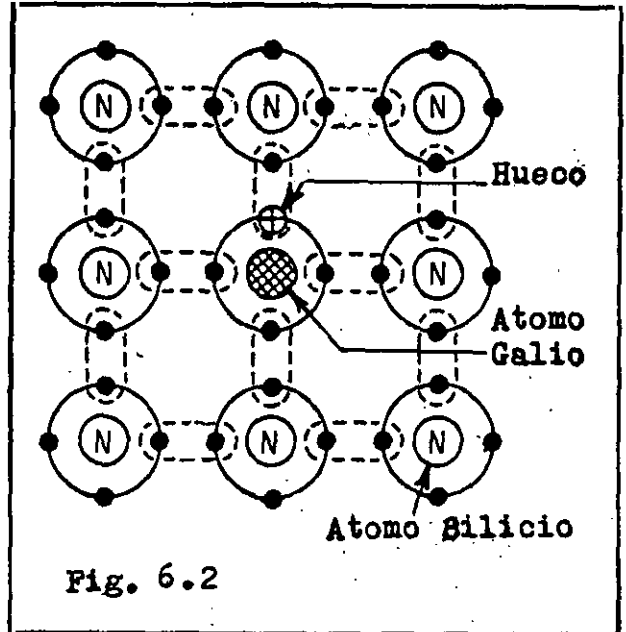 N N N
Hueco
N N
Atomo
Galio
N N N
Atomo Silicio
Fig. 6.2